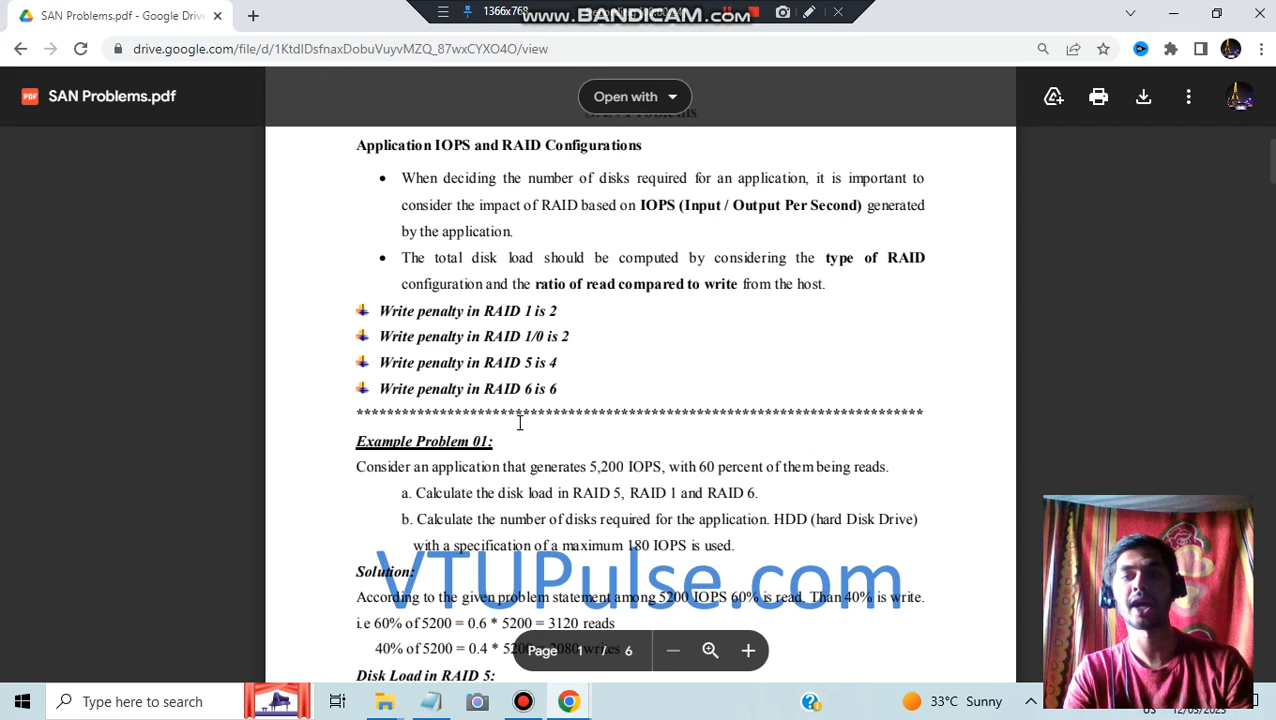 SAN Problems.pdf - Google Drive
1366x768
www.BANDICAM.com
drive.google.com/file/d/1KtdIDsfnaxDobuVuyvMZQ_87wxCYXO4O/view
PDF SAN Problems.pdf
Open with
SAN Problems
Application IOPS and RAID Configurations
• When deciding the number of disks required for an application, it is important to
consider the impact of RAID based on IOPS (Input / Output Per Second) generated
by the application.
• The total disk load should be computed by considering the type of RAID
configuration and the ratio of read compared to write from the host.
Write penalty in RAID 1 is 2
Write penalty in RAID 1/0 is 2
Write penalty in RAID 5 is 4
Write penalty in RAID 6 is 6
******************************************************************************
Example Problem 01:
Consider an application that generates 5,200 IOPS, with 60 percent of them being reads.
a. Calculate the disk load in RAID 5, RAID 1 and RAID 6.
b. Calculate the number of disks required for the application. HDD (hard Disk Drive)
with a specification of a maximum 180 IOPS is used.
VTUPulse.com
Solution:
According to the given problem statement among 5200 IOPS 60% is read. Than 40% is write.
i.e 60% of 5200 = 0.6 * 5200 = 3120 reads
40% of 5200 = 0.4 * 5200 = 2080 writes
Page 1 / 6
Disk Load in RAID 5:
Type here to search
33°C Sunny
12/03/2023